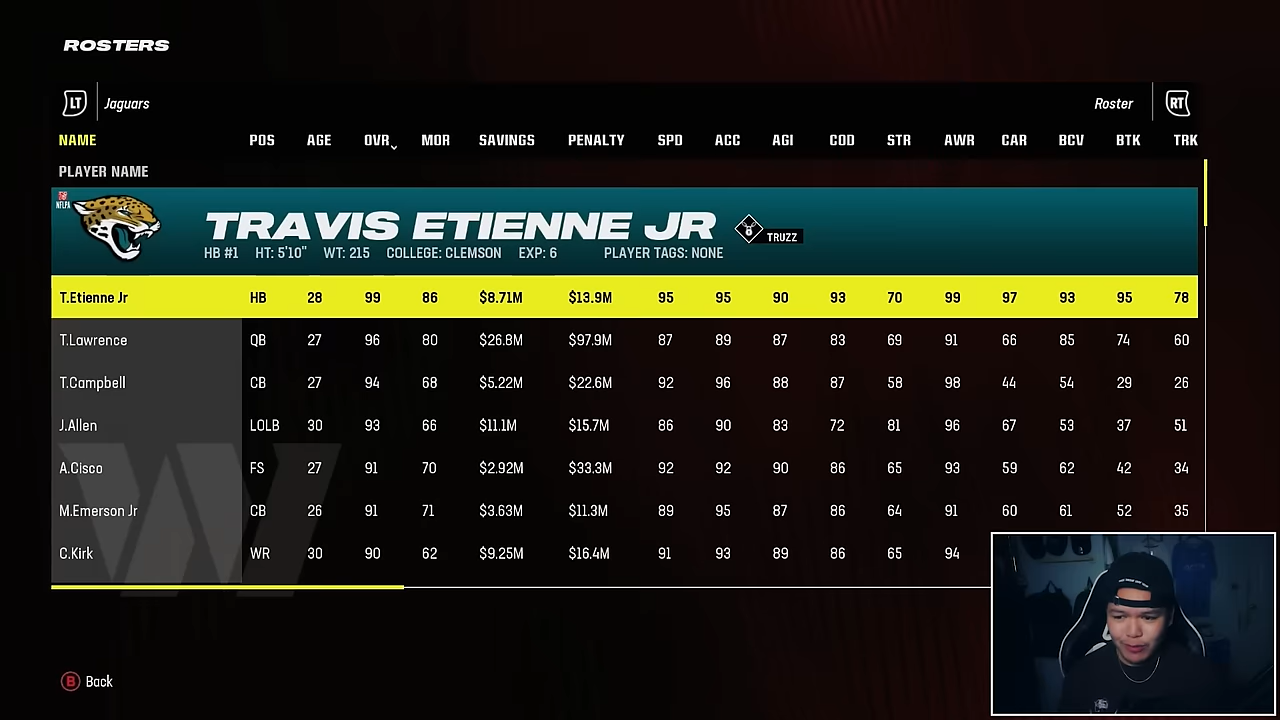 ROSTERS
LT Jaguars Roster RT
NAME POS AGE OVR MOR SAVINGS PENALTY SPD ACC AGI COD STR AWR CAR BCV BTK TRK
PLAYER NAME
NFLPA
TRAVIS ETIENNE JR TRUZZ
HB #1 HT: 5'10" WT: 215 COLLEGE: CLEMSON EXP: 6 PLAYER TAGS: NONE
T.Etienne Jr HB 28 99 86 $8.71M $13.9M 95 95 90 93 70 99 97 93 95 78
T.Lawrence QB 27 96 80 $26.8M $97.9M 87 89 87 83 69 91 66 85 74 60
T.Campbell CB 27 94 68 $5.22M $22.6M 92 96 88 87 58 98 44 54 29 26
J.Allen LOLB 30 93 66 $11.1M $15.7M 86 90 83 72 81 96 67 53 37 51
A.Cisco FS 27 91 70 $2.92M $33.3M 92 92 90 86 65 93 59 62 42 34
M.Emerson Jr CB 26 91 71 $3.63M $11.3M 89 95 87 86 64 91 60 61 52 35
C.Kirk WR 30 90 62 $9.25M $16.4M 91 93 89 86 65 94
W
B Back